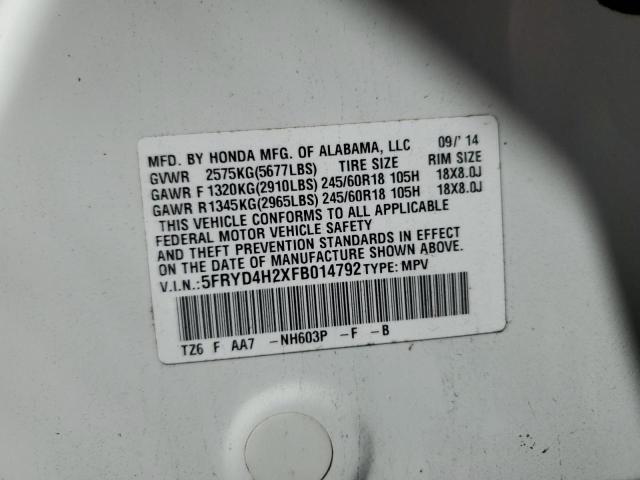 MFD. BY HONDA MFG. OF ALABAMA, LLC 09/'14
GVWR 2575KG(5677LBS) TIRE SIZE RIM SIZE
GAWR F 1320KG(2910LBS) 245/60R18 105H 18X8.0J
GAWR R1345KG(2965LBS) 245/60R18 105H 18X8.0J
THIS VEHICLE CONFORMS TO ALL APPLICABLE
FEDERAL MOTOR VEHICLE SAFETY
AND THEFT PREVENTION STANDARDS IN EFFECT
ON THE DATE OF MANUFACTURE SHOWN ABOVE.
V.I.N.:5FRYD4H2XFB014792 TYPE: MPV
TZ6 F AA7 -NH603P -F -B